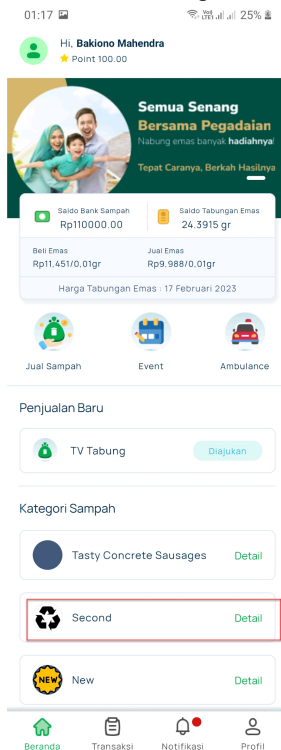 01:17 25%
Hi, Bakiono Mahendra
Point 100.00
Semua Senang
Bersama Pegadaian
Nabung emas banyak hadiahnya!
Tepat Caranya, Berkah Hasilnya
Saldo Bank Sampah
Rp110000.00
Saldo Tabungan Emas
24.3915 gr
Beli Emas
Rp11,451/0,01gr
Jual Emas
Rp9,988/0,01gr
Harga Tabungan Emas : 17 Februari 2023
Jual Sampah
Event
Ambulance
Penjualan Baru
TV Tabung Diajukan
Kategori Sampah
Tasty Concrete Sausages Detail
Second Detail
NEW New Detail
Beranda Transaksi Notifikasi Profil